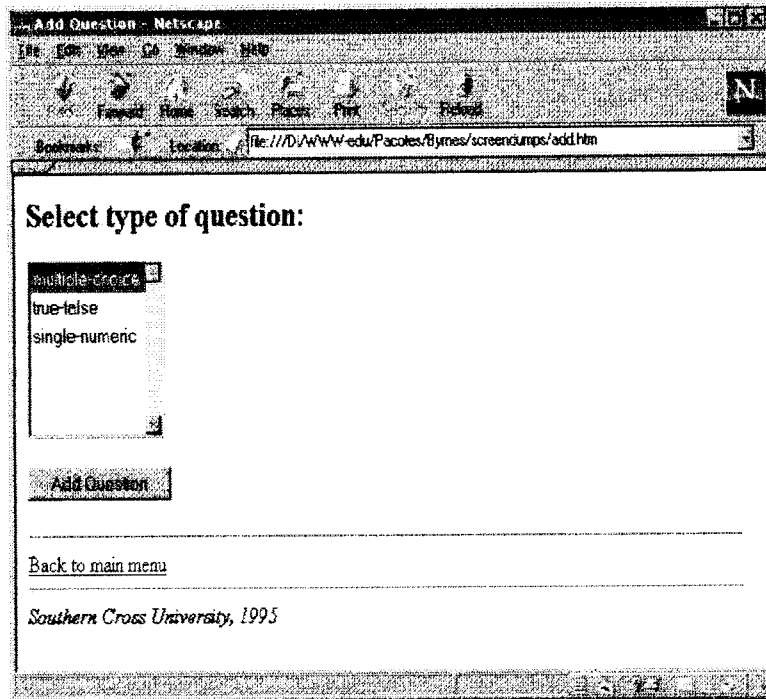 Add Question - Netscape
File Edit View Go Window Help
Forward Home Search Places Print Reload
N
Bookmarks: Location: file:///D|/WWW-edu/Pacotes/Byrnes/screendumps/add.htm
Select type of question:
multiple-choice
true-false
single-numeric
Add Question
Back to main menu
Southern Cross University, 1995